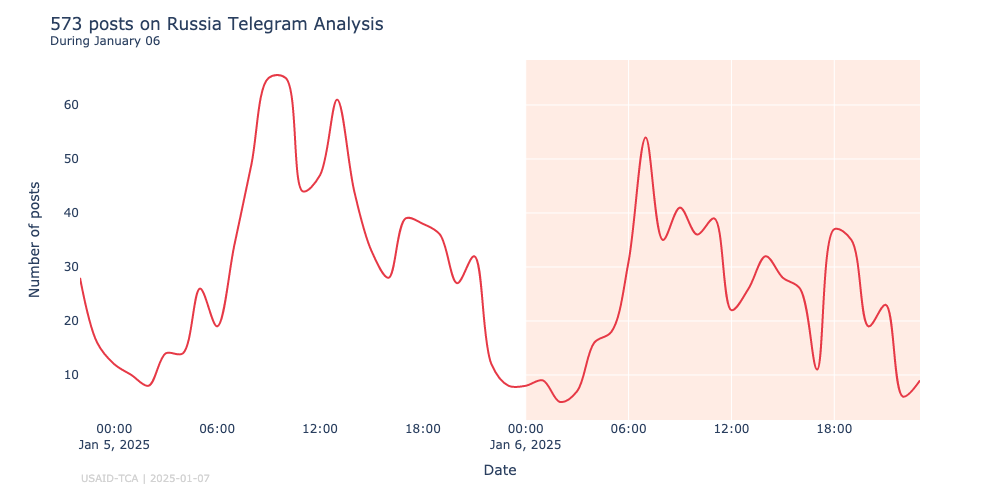 573 posts on Russia Telegram Analysis
During January 06
Number of posts
60
50
40
30
20
10
00:00 06:00 12:00 18:00 00:00 06:00 12:00 18:00
Jan 5, 2025 Jan 6, 2025
Date
USAID-TCA | 2025-01-07